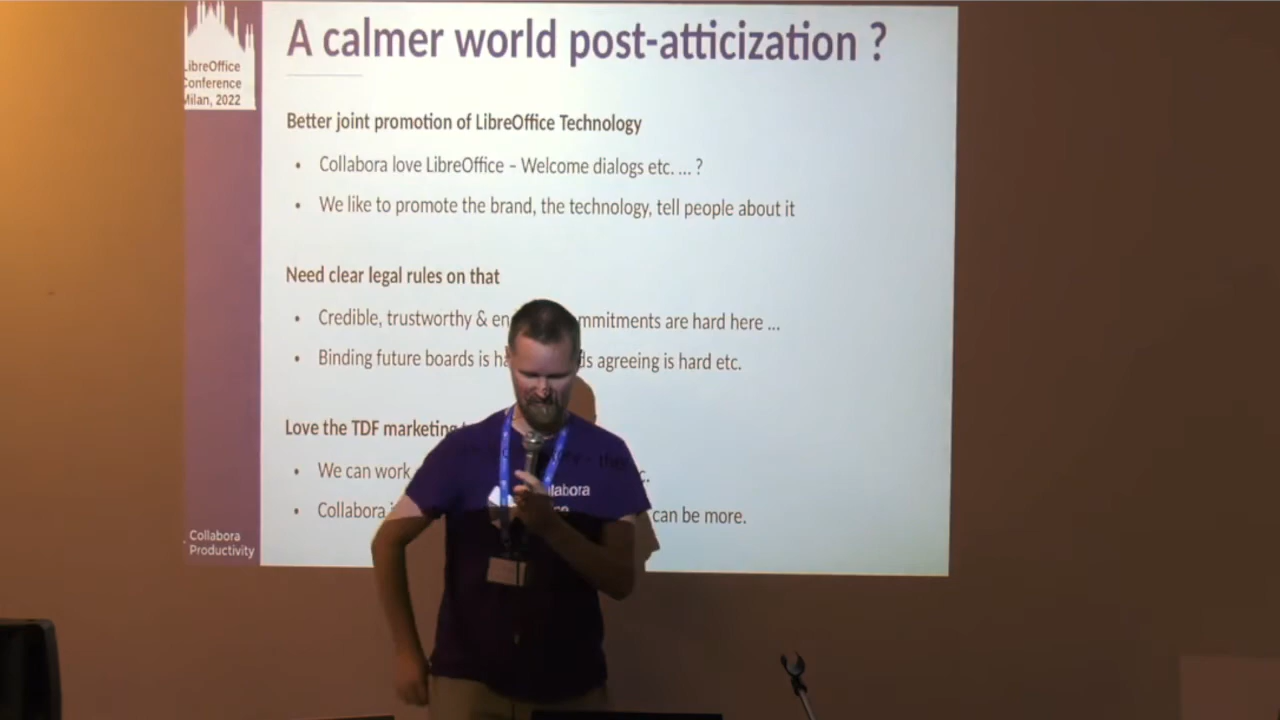 LibreOffice
Conference
Milan, 2022
A calmer world post-atticization ?
Better joint promotion of LibreOffice Technology
• Collabora love LibreOffice – Welcome dialogs etc. ... ?
• We like to promote the brand, the technology, tell people about it
Need clear legal rules on that
• Credible, trustworthy & en mmitments are hard here ...
• Binding future boards is ha ds agreeing is hard etc.
Love the TDF marketing
• We can work c.
• Collabora can be more.
labora
Collabora
Productivity